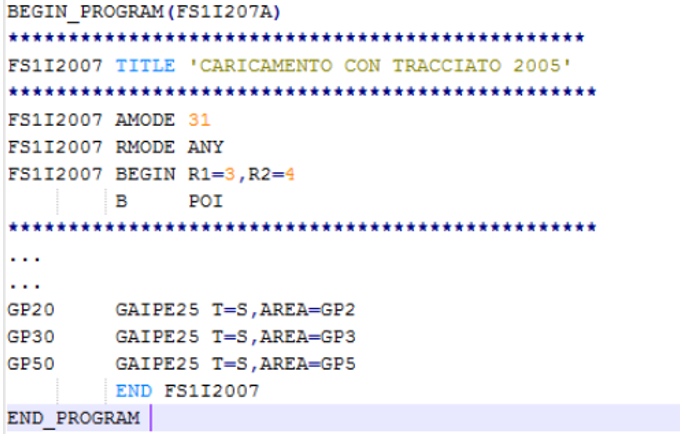 BEGIN_PROGRAM(FS1I207A)
************************************************
FS1I2007 TITLE 'CARICAMENTO CON TRACCIATO 2005'
*************************************************
FS1I2007 AMODE 31
FS1I2007 RMODE ANY
FS1I2007 BEGIN R1=3,R2=4
         B     POI
*************************************************
...
...
GP20     GAIPE25 T=S,AREA=GP2
GP30     GAIPE25 T=S,AREA=GP3
GP50     GAIPE25 T=S,AREA=GP5
         END FS1I2007
END_PROGRAM